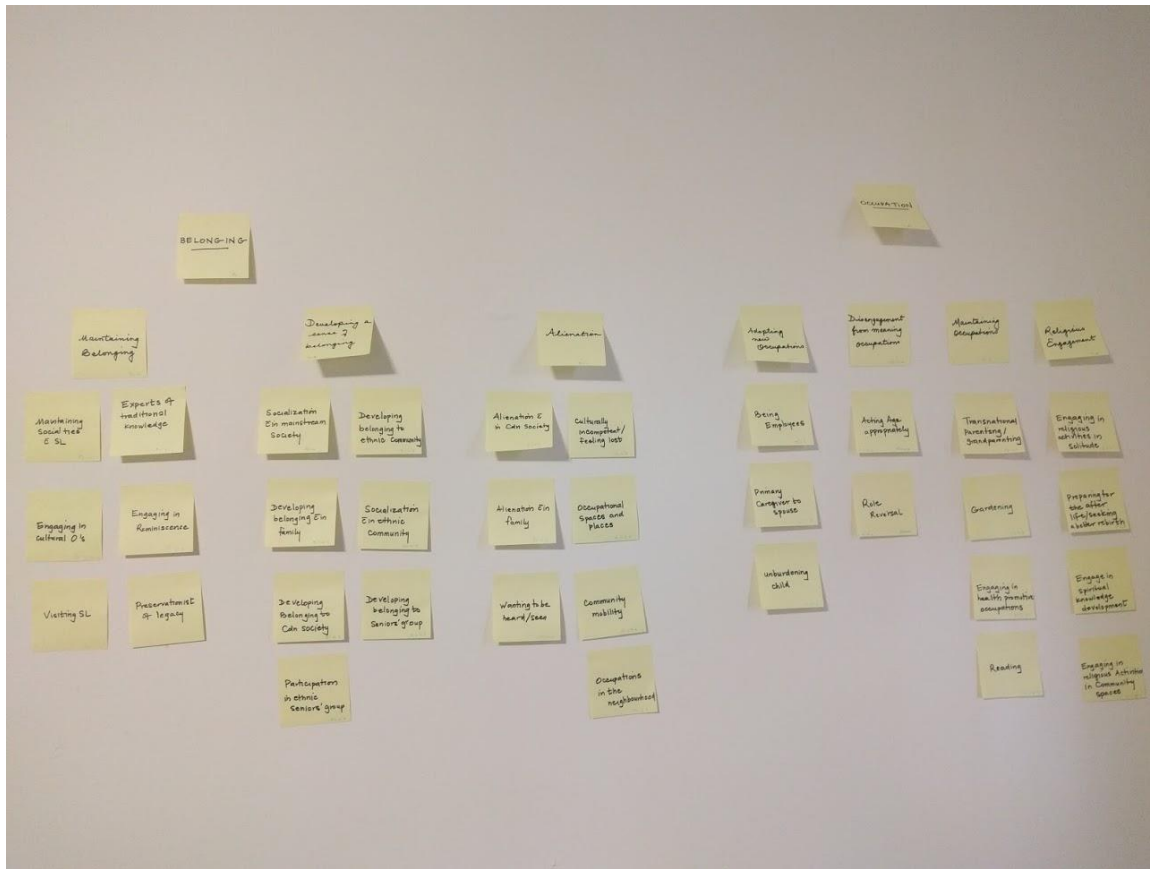 BELONGING
OCCUPATION
Maintaining
Belonging
Developing a
sense of
belonging
Alienation
Adopting
new
Occupations
Disengagement
from meaning
occupations
Maintaining
Occupations
Religious
Engagement
Maintaining
Social ties
c̄ SL
Experts of
traditional
knowledge
Socialization
c̄in mainstream
Society
Developing
belonging to
ethnic Community
Alienation c̄
in Cdn Society
Culturally
incompetent/
Feeling lost
Being
Employers
Acting Age
appropriately
Transnational
Parenting/
Grandparenting
Engaging in
religious
activities in
Solitude
Engaging in
cultural O's
Engaging in
Reminiscence
Developing
belonging c̄in
family
Socialization
c̄in ethnic
Community
Alienation c̄in
family
Occupational
Spaces and
places
Primary
Caregiver to
spouse
Role
Reversal
Gardening
Preparing for
the after
life/seeking
a better rebirth
Visiting SL
Preservationist
of legacy
Developing
Belonging to
Cdn society
Developing
belonging to
Seniors' group
Wanting to be
heard/seen
Community
mobility
unburdening
child
Engaging in
health promotive
occupations
Engage in
spiritual
knowledge
development
Participation
in ethnic
Seniors' group
Occupations
in the
neighbourhood
Reading
Engaging in
religious Activities
in Community
spaces